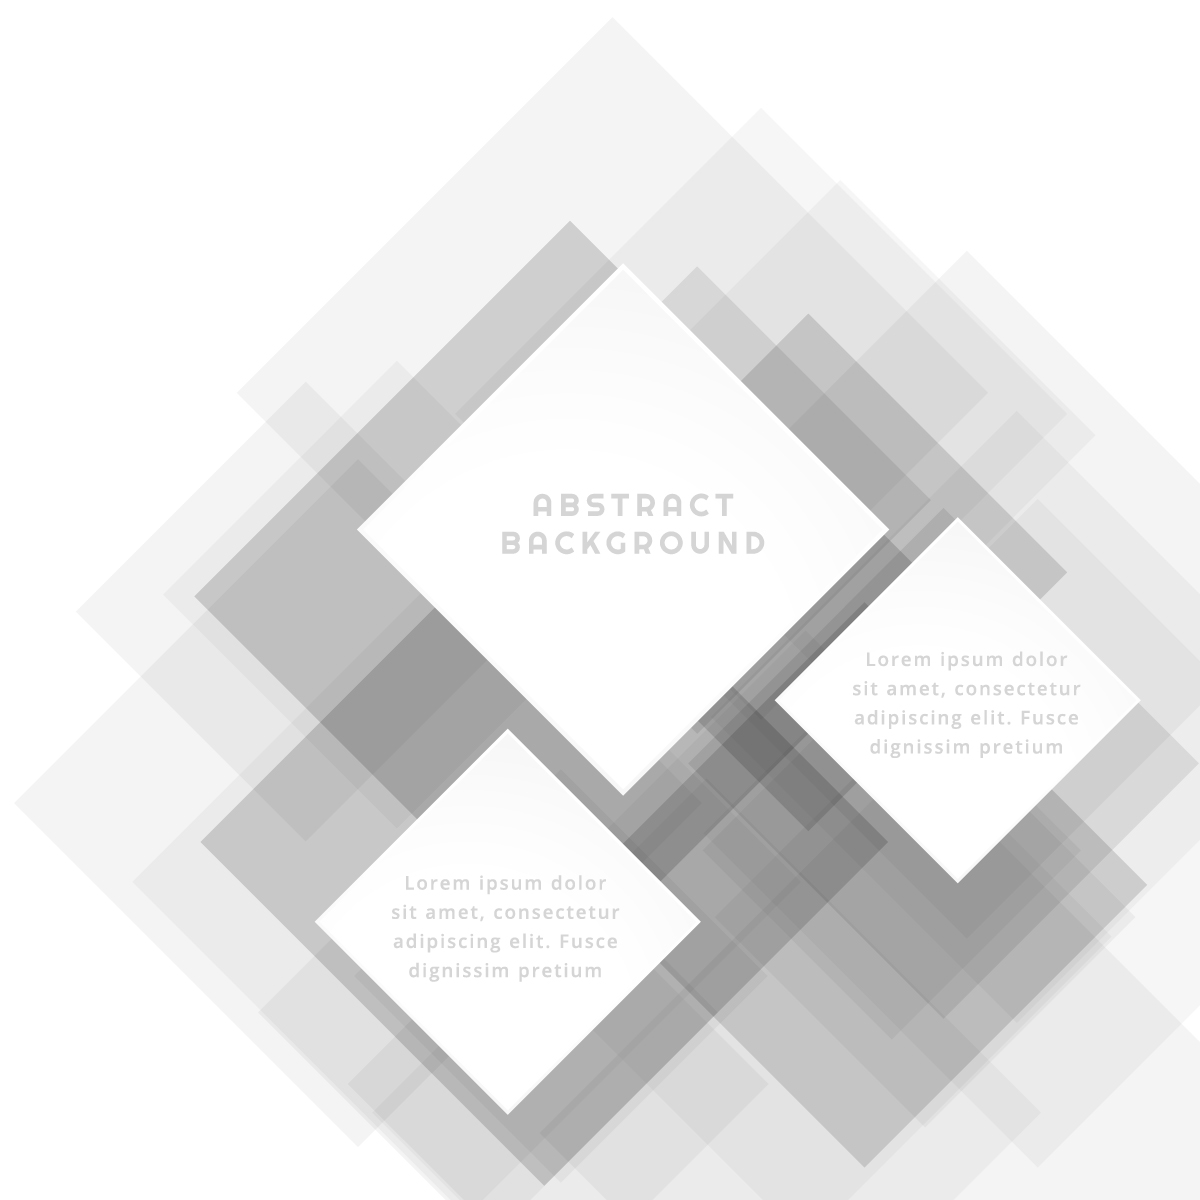 ABSTRACT
BACKGROUND
Lorem ipsum dolor
sit amet, consectetur
adipiscing elit. Fusce
dignissim pretium
Lorem ipsum dolor
sit amet, consectetur
adipiscing elit. Fusce
dignissim pretium